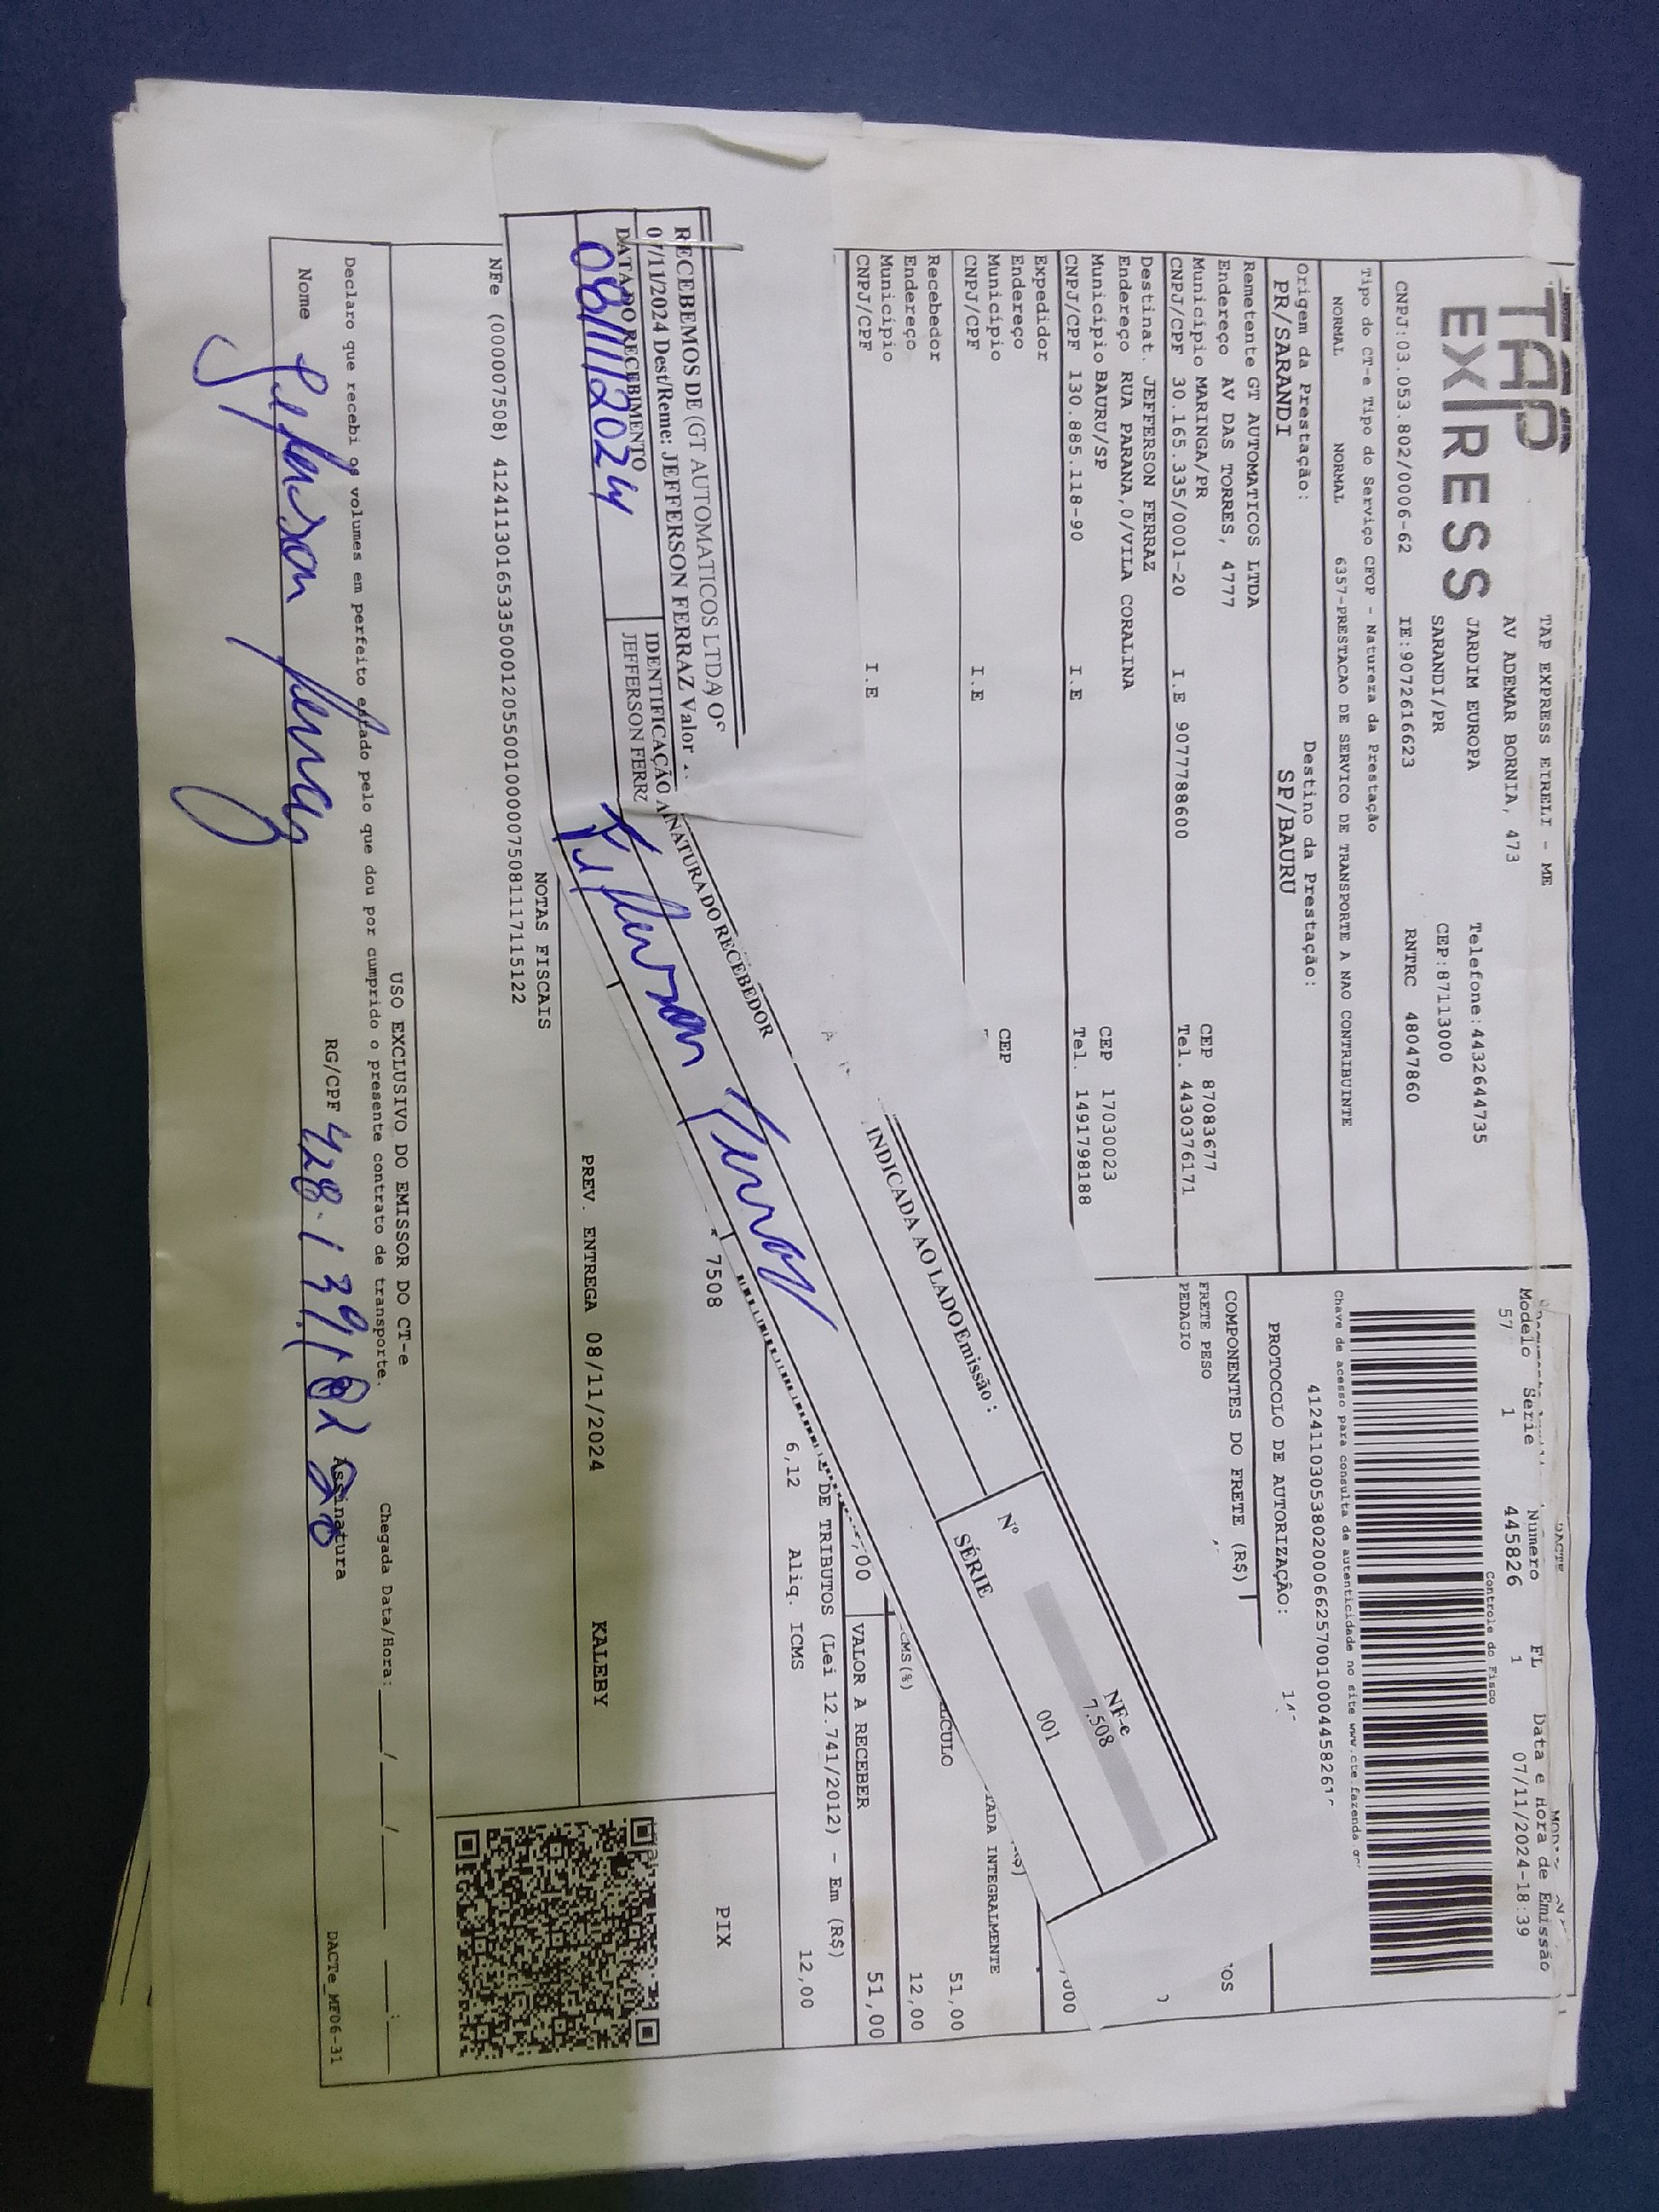 TAP EXPRESS
TAP EXPRESS EIRELI - ME
AV ADEMAR BORNIA, 473
JARDIM EUROPA Telefone:4432644735
SARANDI/PR CEP:87113000
CNPJ:03.053.802/0006-62 IE:9072616623 RNTRC 48047860
DACTE
Modelo Série Número FL Data e Hora de Emissão
57 1 445826 1 07/11/2024-18:39
Controle do Fisco
Chave de acesso para consulta de autenticidade no site www.cte.fazenda
PROTOCOLO DE AUTORIZAÇÃO:
Tipo do CT-e Tipo do Serviço CFOP - Natureza da Prestação
NORMAL NORMAL 6357-PRESTACAO DE SERVICO DE TRANSPORTE A NAO CONTRIBUINTE
Origem da Prestação: Destino da Prestação:
PR/SARANDI SP/BAURU
Remetente GT AUTOMATICOS LTDA
Endereço AV DAS TORRES, 4777
Município MARINGA/PR CEP 87083677
CNPJ/CPF 30.165.335/0001-20 I.E 9077788600 Tel. 443037617​1
COMPONENTES DO FRETE (R$)
FRETE PESO
PEDAGIO
Destinat. JEFFERSON FERRAZ
Endereço RUA PARANA,0/VILA CORALINA
Município BAURU/SP CEP 17030023
CNPJ/CPF 130.885.118-90 I.E Tel. 1491798188
Expedidor
Endereço
Município CEP
CNPJ/CPF I.E
Recebedor
Endereço
Município
CNPJ/CPF I.E
INTEGRALMENTE
51,00
12,00
VALOR A RECEBER 51,00
DE TRIBUTOS (Lei 12.741/2012) - Em (R$)
6,12 Aliq. ICMS 12,00
RECEBEMOS DE (GT AUTOMATICOS LTDA)
07/11/2024 Dest/Reme: JEFFERSON FERRAZ Valor
DATA DO RECEBIMENTO IDENTIFICAÇÃO
08/11/2024 JEFFERSON
INDICADA AO LADO Emissão :
Jefferson Ferraz
NF-e
Nº 7.508
SÉRIE 001
7508
PIX
PREV. ENTREGA 08/11/2024 KALEBY
NOTAS FISCAIS
NFe (000007508) 41241130165335000120550010000075081117115122
USO EXCLUSIVO DO EMISSOR DO CT-e
Declaro que recebi os volumes em perfeito estado pelo que dou por cumprido o presente contrato de transporte. Chegada Data/Hora: / / :
Nome Jefferson Ferraz RG/CPF Assinatura
DACTe_MF06-31